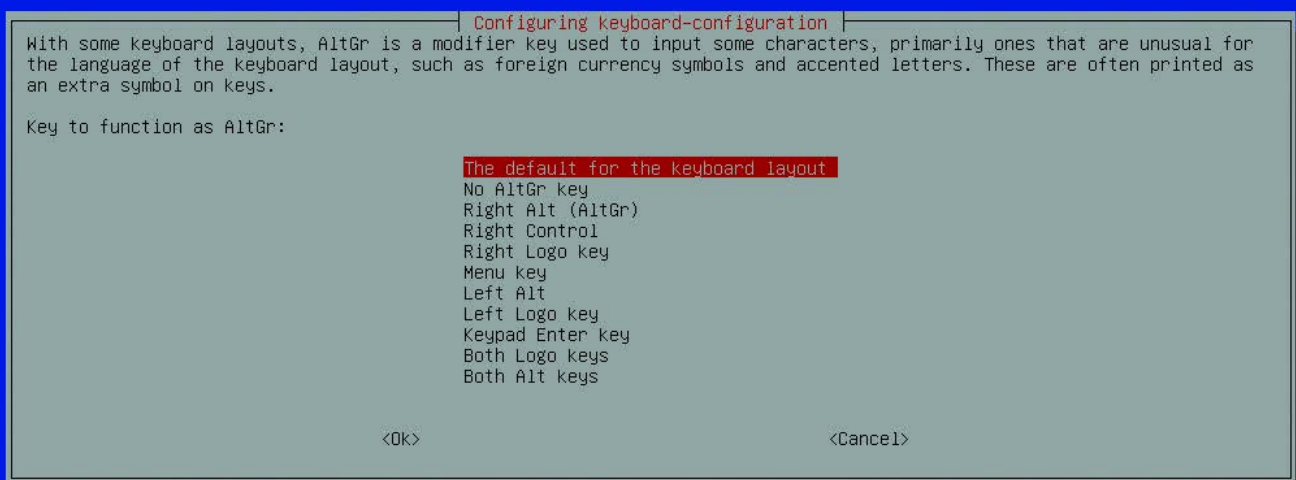 Configuring keyboard-configuration
With some keyboard layouts, AltGr is a modifier key used to input some characters, primarily ones that are unusual for
the language of the keyboard layout, such as foreign currency symbols and accented letters. These are often printed as
an extra symbol on keys.
Key to function as AltGr:
The default for the keyboard layout
No AltGr key
Right Alt (AltGr)
Right Control
Right Logo key
Menu key
Left Alt
Left Logo key
Keypad Enter key
Both Logo keys
Both Alt keys
<Ok> <Cancel>